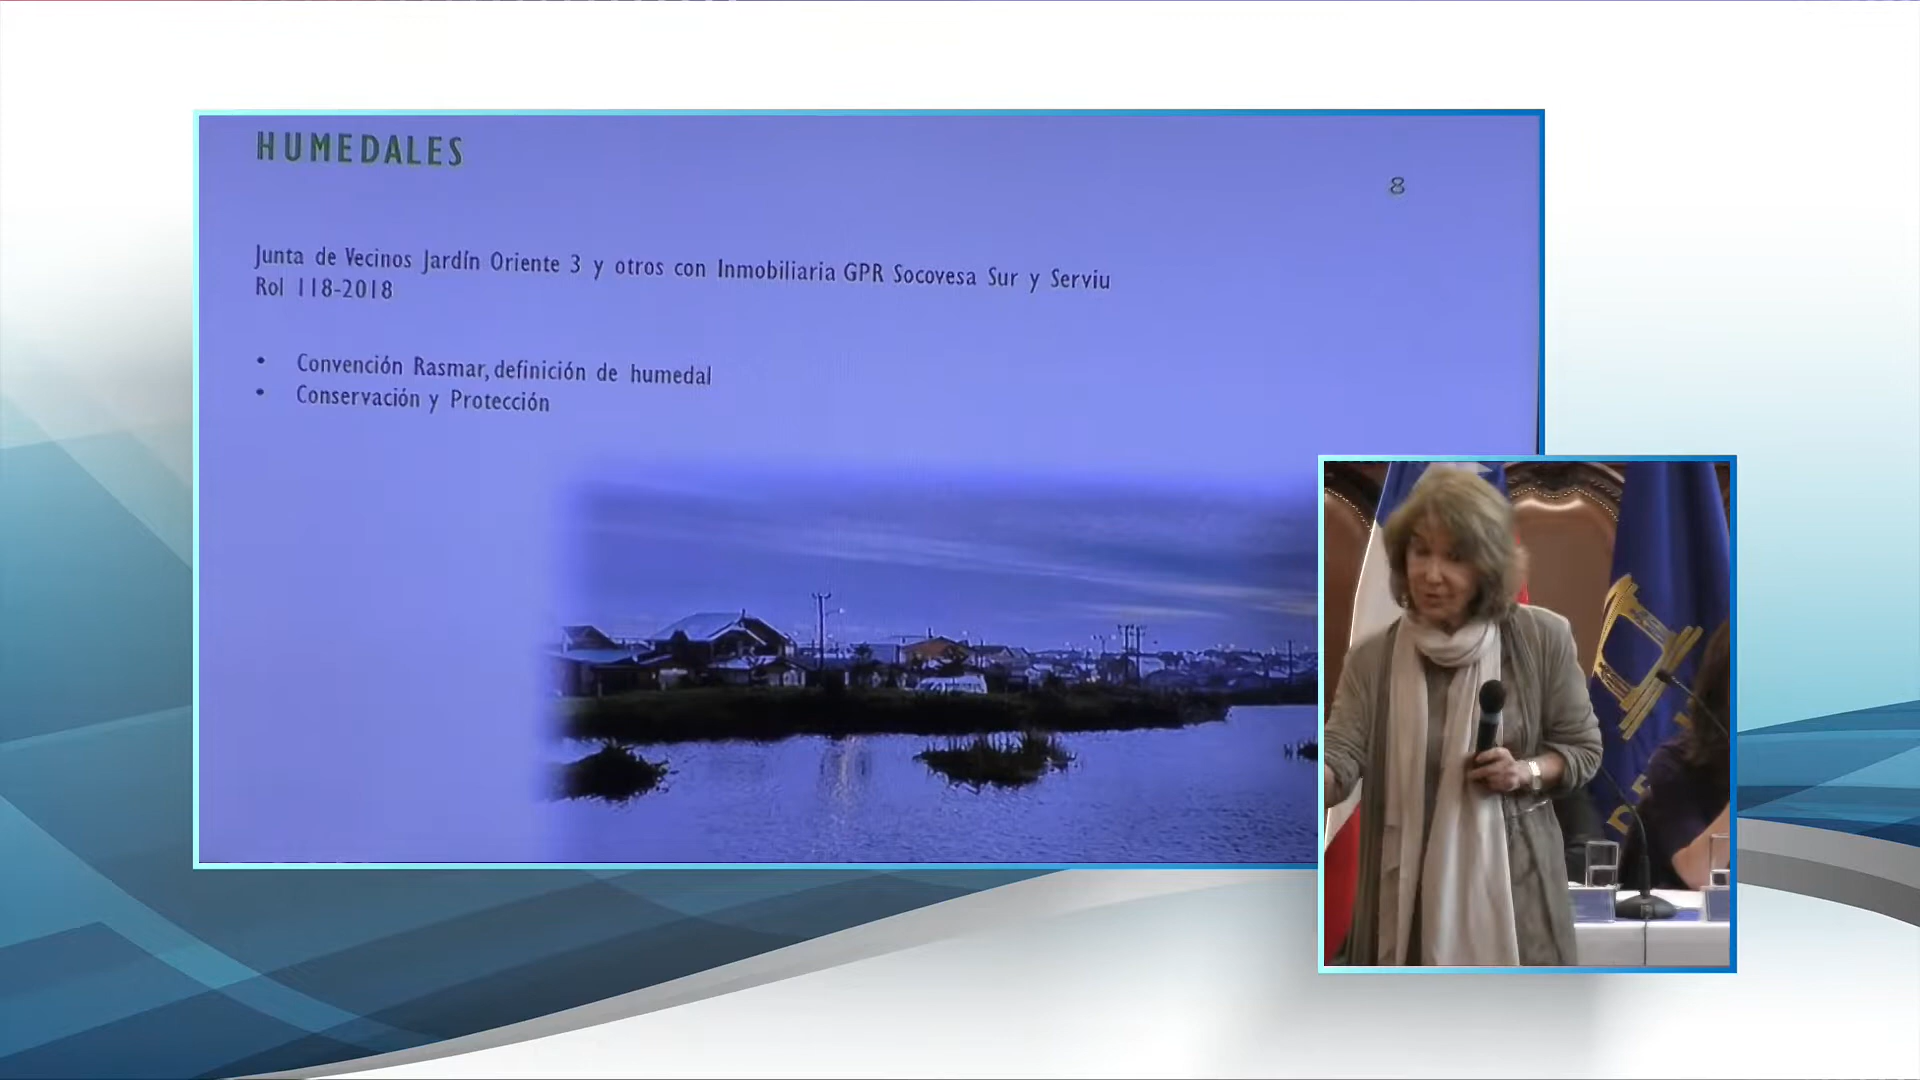 HUMEDALES
8
Junta de Vecinos Jardín Oriente 3 y otros con Inmobiliaria GPR Socovesa Sur y Serviu
Rol 118-2018
• Convención Rasmar, definición de humedal
• Conservación y Protección
DE